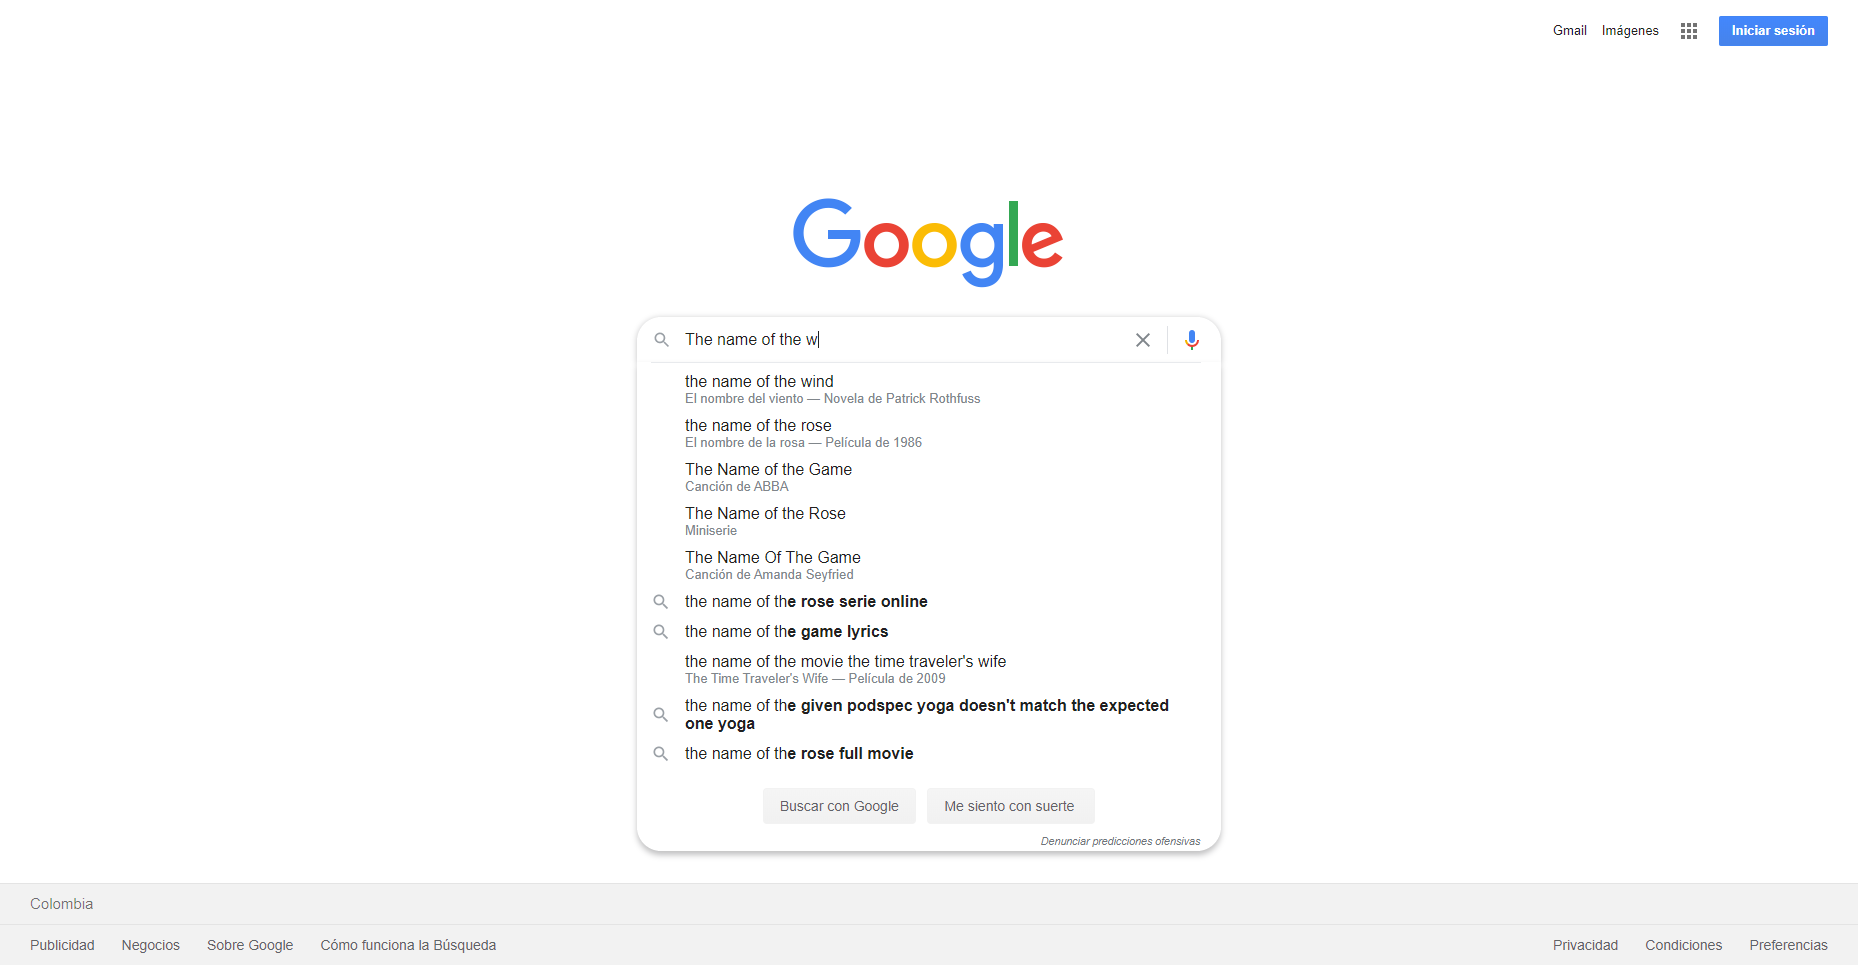 Gmail Imágenes Iniciar sesión
Google
The name of the w
the name of the wind
El nombre del viento — Novela de Patrick Rothfuss
the name of the rose
El nombre de la rosa — Película de 1986
The Name of the Game
Canción de ABBA
The Name of the Rose
Miniserie
The Name Of The Game
Canción de Amanda Seyfried
the name of the rose serie online
the name of the game lyrics
the name of the movie the time traveler's wife
The Time Traveler's Wife — Película de 2009
the name of the given podspec yoga doesn't match the expected
one yoga
the name of the rose full movie
Buscar con Google Me siento con suerte
Denunciar predicciones ofensivas
Colombia
Publicidad Negocios Sobre Google Cómo funciona la Búsqueda Privacidad Condiciones Preferencias